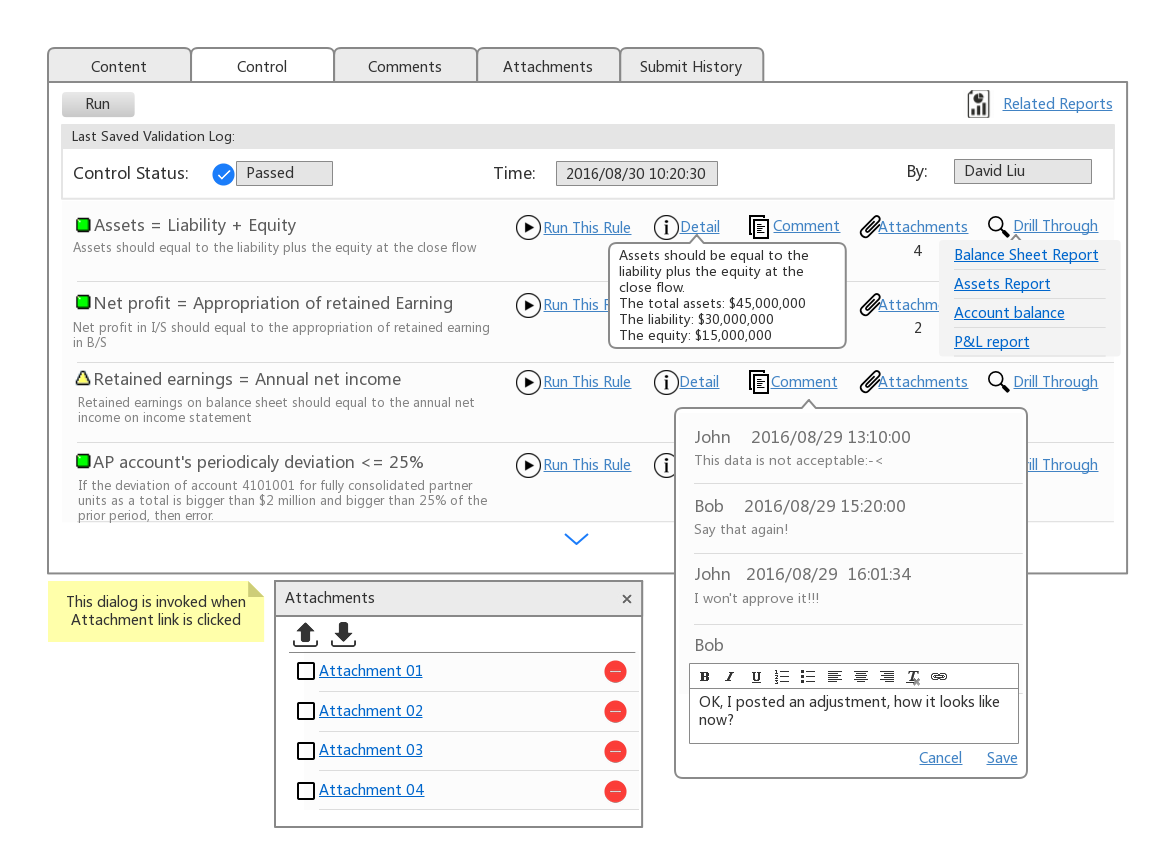 Content
Control
Comments
Attachments
Submit History
Run
Related Reports
Last Saved Validation Log:
Control Status:
Passed
Time:
2016/08/30 10:20:30
By:
David Liu
Assets = Liability + Equity
Assets should equal to the liability plus the equity at the close flow
Run This Rule
Detail
Comment
Attachments
4
Drill Through
Assets should be equal to the
liability plus the equity at the
close flow.
The total assets: $45,000,000
The liability: $30,000,000
The equity: $15,000,000
Balance Sheet Report
Assets Report
Account balance
P&L report
Net profit = Appropriation of retained Earning
Net profit in I/S should equal to the appropriation of retained earning
in B/S
Run This
Attachm
2
Retained earnings = Annual net income
Retained earnings on balance sheet should equal to the annual net
income on income statement
Run This Rule
Detail
Comment
Attachments
Drill Through
AP account's periodicaly deviation <= 25%
If the deviation of account 4101001 for fully consolidated partner
units as a total is bigger than $2 million and bigger than 25% of the
prior period, then error.
Run This Rule
ill Through
John 2016/08/29 13:10:00
This data is not acceptable:-<
Bob 2016/08/29 15:20:00
Say that again!
John 2016/08/29 16:01:34
I won't approve it!!!
Bob
B I U
OK, I posted an adjustment, how it looks like
now?
Cancel
Save
This dialog is invoked when
Attachment link is clicked
Attachments
Attachment 01
Attachment 02
Attachment 03
Attachment 04